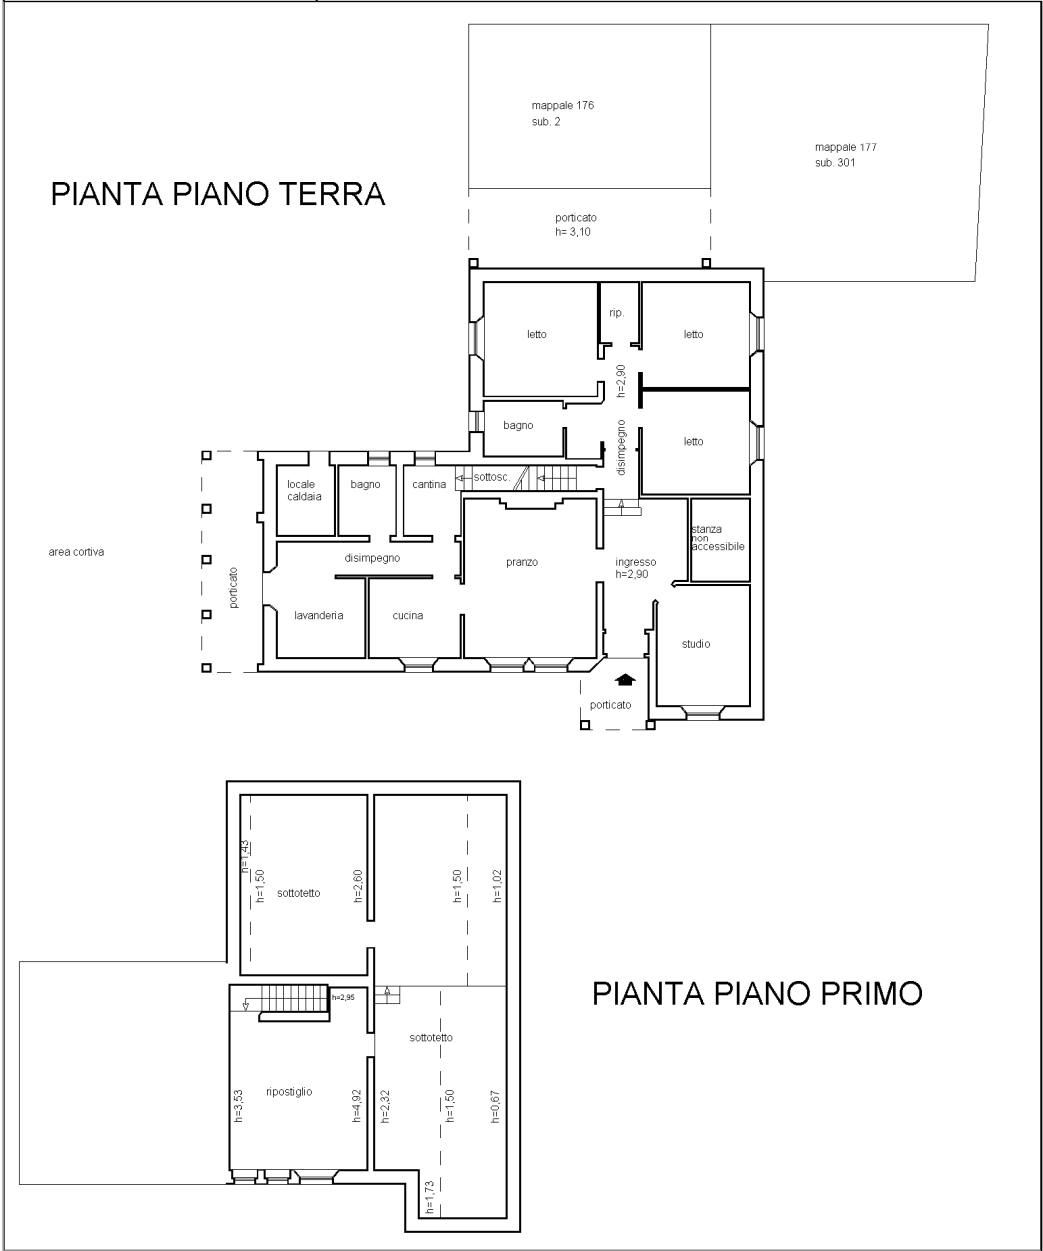 mappale 176
sub. 2
mappale 177
sub. 301
PIANTA PIANO TERRA
porticato
h= 3,10
letto
rip.
letto
h=2,90
bagno
disimpegno
letto
locale
caldaia
bagno
cantina
sottosc.
area cortiva
porticato
disimpegno
pranzo
ingresso
h=2,90
stanza
non
accessibile
lavanderia
cucina
studio
porticato
h=1,43
h=1,50
sottotetto
h=2,60
h=1,50
h=1,02
PIANTA PIANO PRIMO
h=2,95
sottotetto
ripostiglio
h=3,53
h=4,92
h=2,32
h=1,50
h=0,67
h=1,73